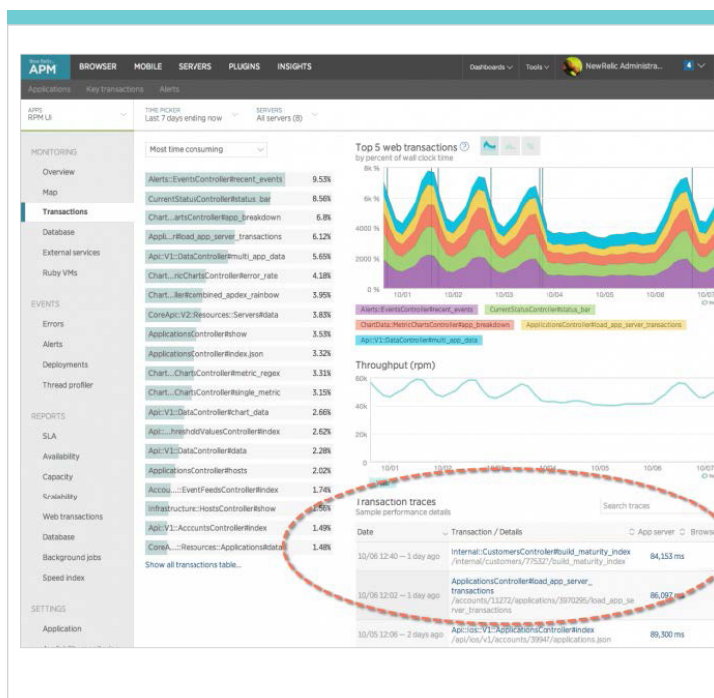 New Relic
APM BROWSER MOBILE SERVERS PLUGINS INSIGHTS Dashboards Tools NewRelic Administra... 4
Applications Key transactions Alerts
APPS
RPM UI
TIME PICKER
Last 7 days ending now
SERVERS
All servers (8)
MONITORING
Overview
Map
Transactions
Database
External services
Ruby VMs
EVENTS
Errors
Alerts
Deployments
Thread profiler
REPORTS
SLA
Availability
Capacity
Scalability
Web transactions
Database
Background jobs
Speed index
SETTINGS
Application
Most time consuming
Alerts::EventsController#recent_events 9.53%
CurrentStatusController#status_bar 8.56%
Chart...artsController#app_breakdown 6.8%
Appli...r#load_app_server_transactions 6.12%
Api::V1::DataController#multi_app_data 5.65%
Chart...ricChartsController#error_rate 4.18%
Chart...ller#combined_apdex_rainbow 3.95%
CoreApi::V2::Resources::Servers#data 3.83%
ApplicationsController#show 3.53%
ApplicationsController#index.json 3.32%
Chart...ChartsController#metric_regex 3.31%
Chart...ChartsController#single_metric 3.15%
Api::V1::DataController#chart_data 2.66%
Api::...hresholdValuesController#index 2.62%
Api::V1::DataController#data 2.28%
ApplicationsController#hosts 2.02%
Accou...::EventFeedsController#index 1.74%
Infrastructure::HostsController#show 1.56%
Api::V1::AccountsController#index 1.49%
CoreA...::Resources::Applications#data 1.48%
Show all transactions table...
Top 5 web transactions
by percent of wall clock time
8k %
6k %
4000 %
2000 %
0 %
10/01 10/02 10/03 10/04 10/05 10/06 10/07
Alerts::EventsController#recent_events CurrentStatusController#status_bar
ChartData::MetricChartsController#app_breakdown ApplicationsController#load_app_server_transactions
Api::V1::DataController#multi_app_data
Throughput (rpm)
60k
40k
20k
0
10/01 10/02 10/03 10/04 10/05 10/06 10/07
Transaction traces
Sample performance details
Search traces
Date Transaction / Details App server Brows
10/06 12:40 — 1 day ago Internal::CustomersController#build_maturity_index 84,153 ms
/internal/customers/775327/build_maturity_index
10/06 12:02 — 1 day ago ApplicationsController#load_app_server_ 86,097 ms
transactions
/accounts/11272/applications/3970295/load_app_se
rver_transactions
10/05 12:06 — 2 days ago Api::Ios::V1::ApplicationsController#index 89,300 ms
/api/ios/v1/accounts/39947/applications.json